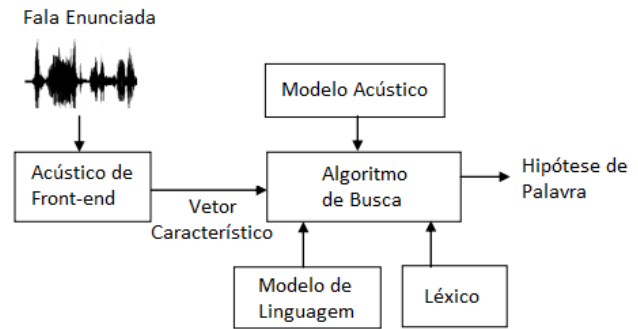 Fala Enunciada
Modelo Acústico
Acústico de
Front-end
Vetor
Característico
Algoritmo
de Busca
Hipótese de
Palavra
Modelo de
Linguagem
Léxico